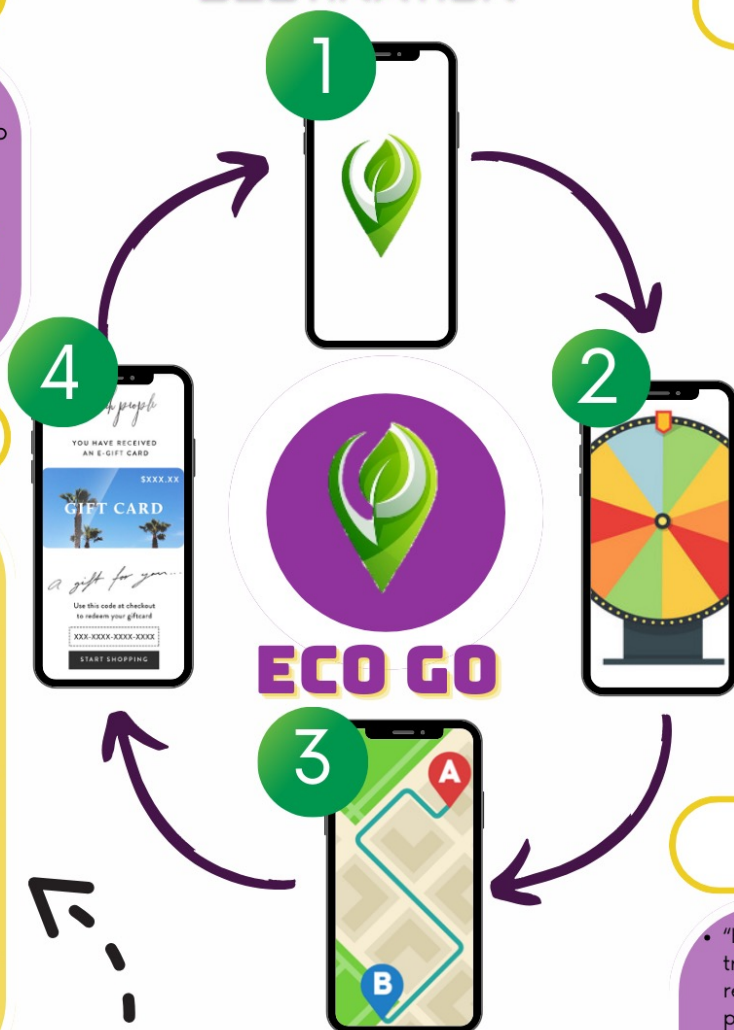 1
2
4
YOU HAVE RECEIVED
AN E-GIFT CARD
$XXX.XX
GIFT CARD
a gift for you...
Use this code at checkout
to redeem your giftcard
XXX-XXXX-XXXX-XXXX
START SHOPPING
ECO GO
3
A
B